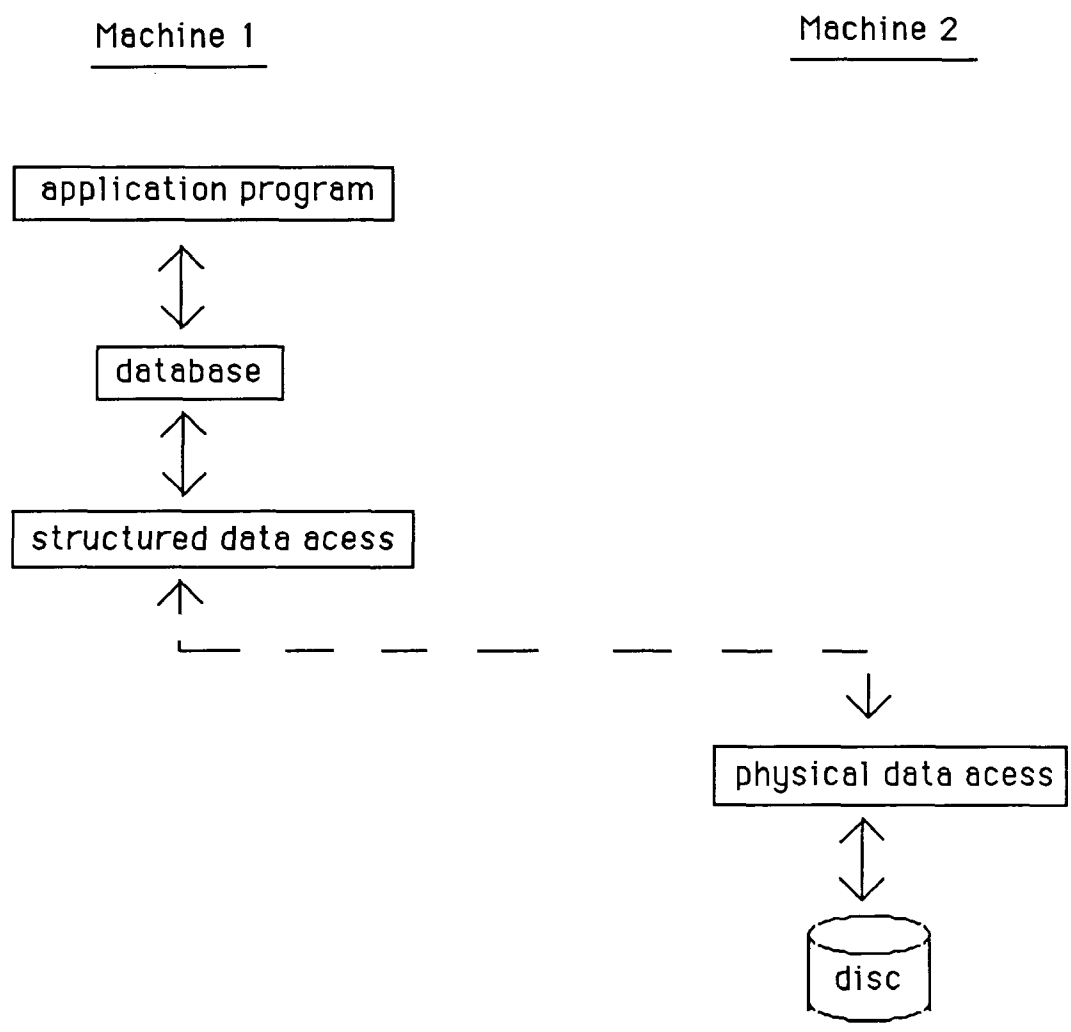 Machine 1
Machine 2
application program
database
structured data acess
physical data acess
disc